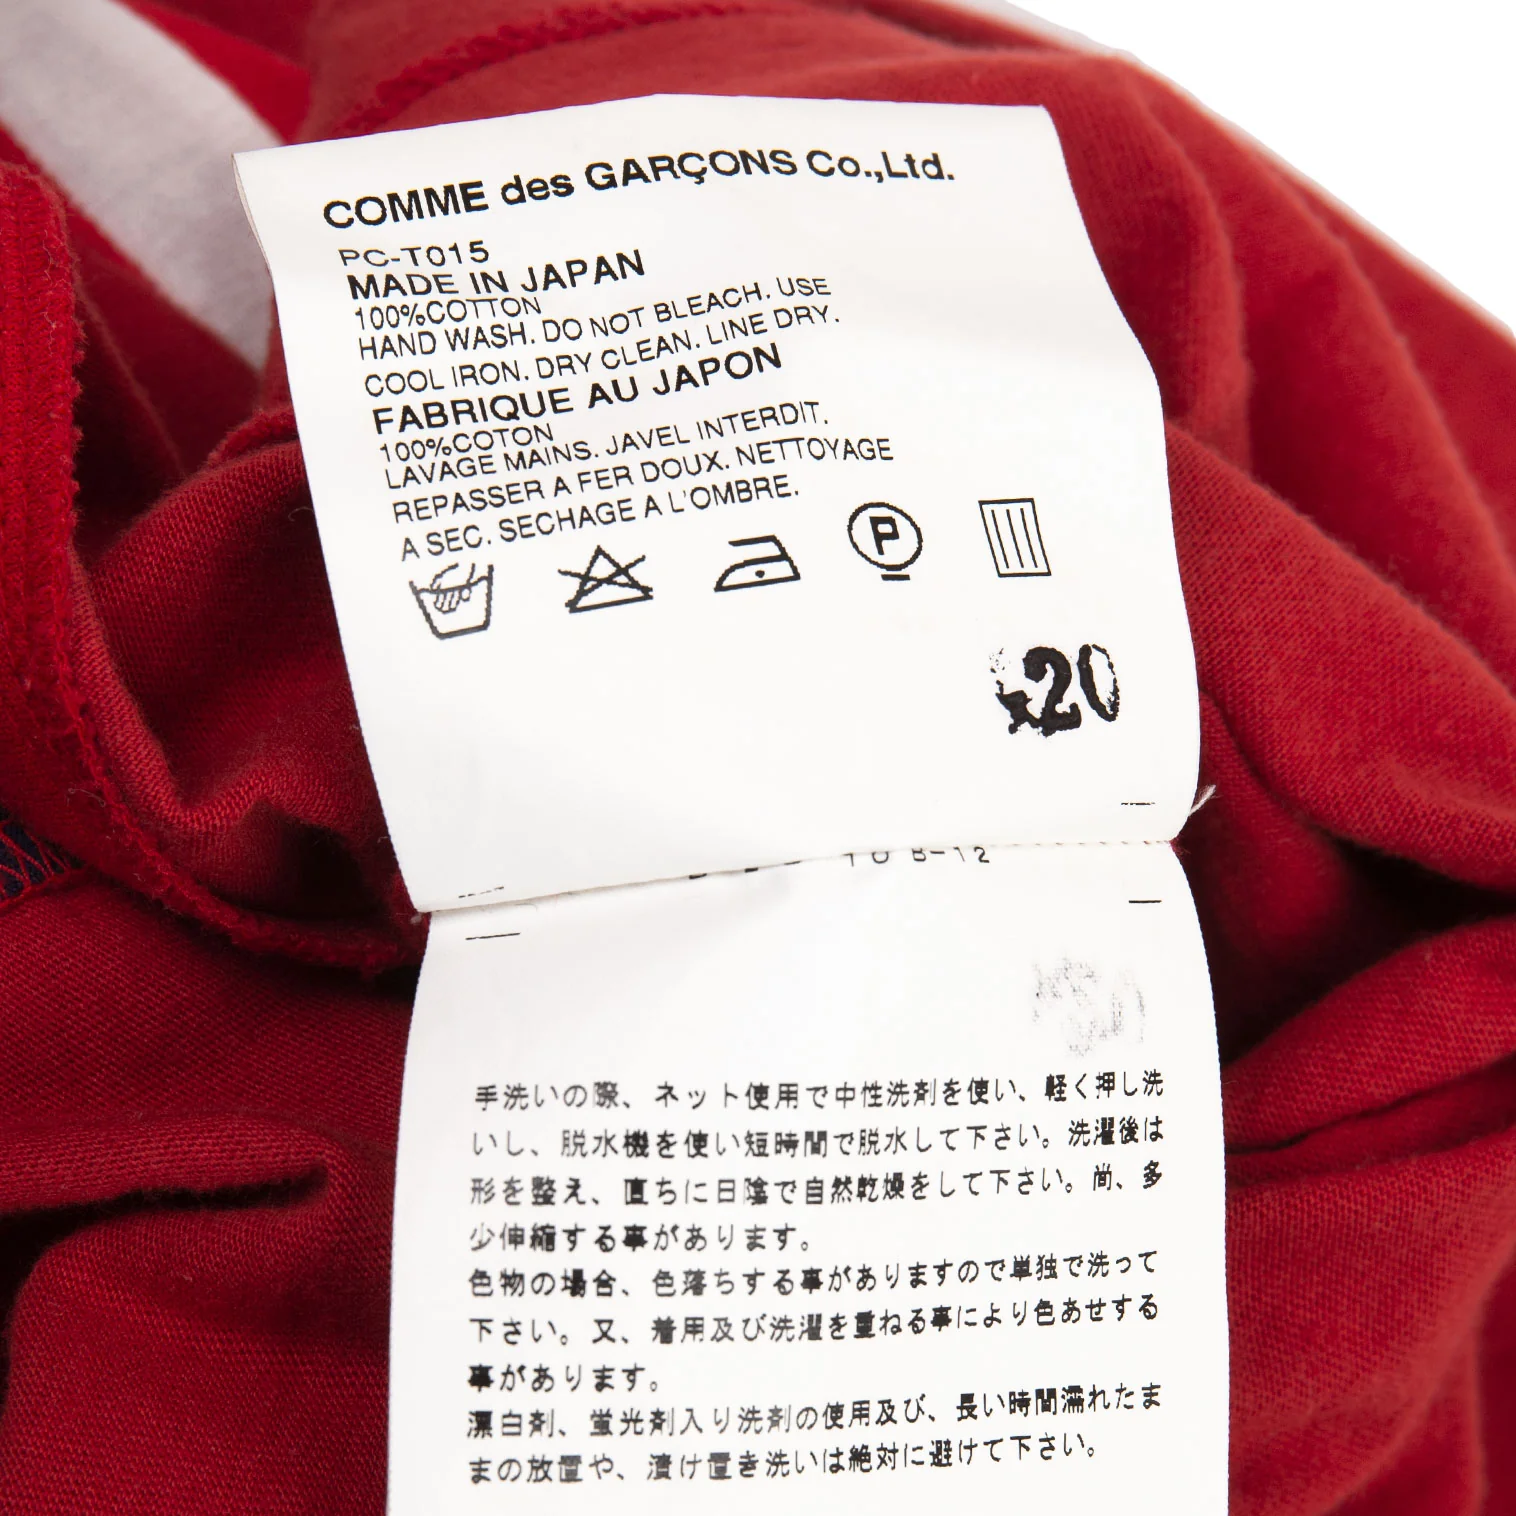 COMME des GARÇONS Co.,Ltd.
PC-T015
MADE IN JAPAN
100%COTTON
HAND WASH. DO NOT BLEACH. USE
COOL IRON. DRY CLEAN. LINE DRY.
FABRIQUE AU JAPON
100%COTON
LAVAGE MAINS. JAVEL INTERDIT.
REPASSER A FER DOUX. NETTOYAGE
A SEC. SECHAGE A L'OMBRE.
P
20
手洗いの際、ネット使用で中性洗剤を使い、軽く押し洗
いし、脱水機を使い短時間で脱水して下さい。洗濯後は
形を整え、直ちに日陰で自然乾燥をして下さい。尚、多
少伸縮する事があります。
色物の場合、色落ちする事がありますので単独で洗って
下さい。又、着用及び洗濯を重ねる事により色あせする
事があります。
漂白剤、蛍光剤入り洗剤の使用及び、長い時間濡れたま
まの放置や、漬け置き洗いは絶対に避けて下さい。